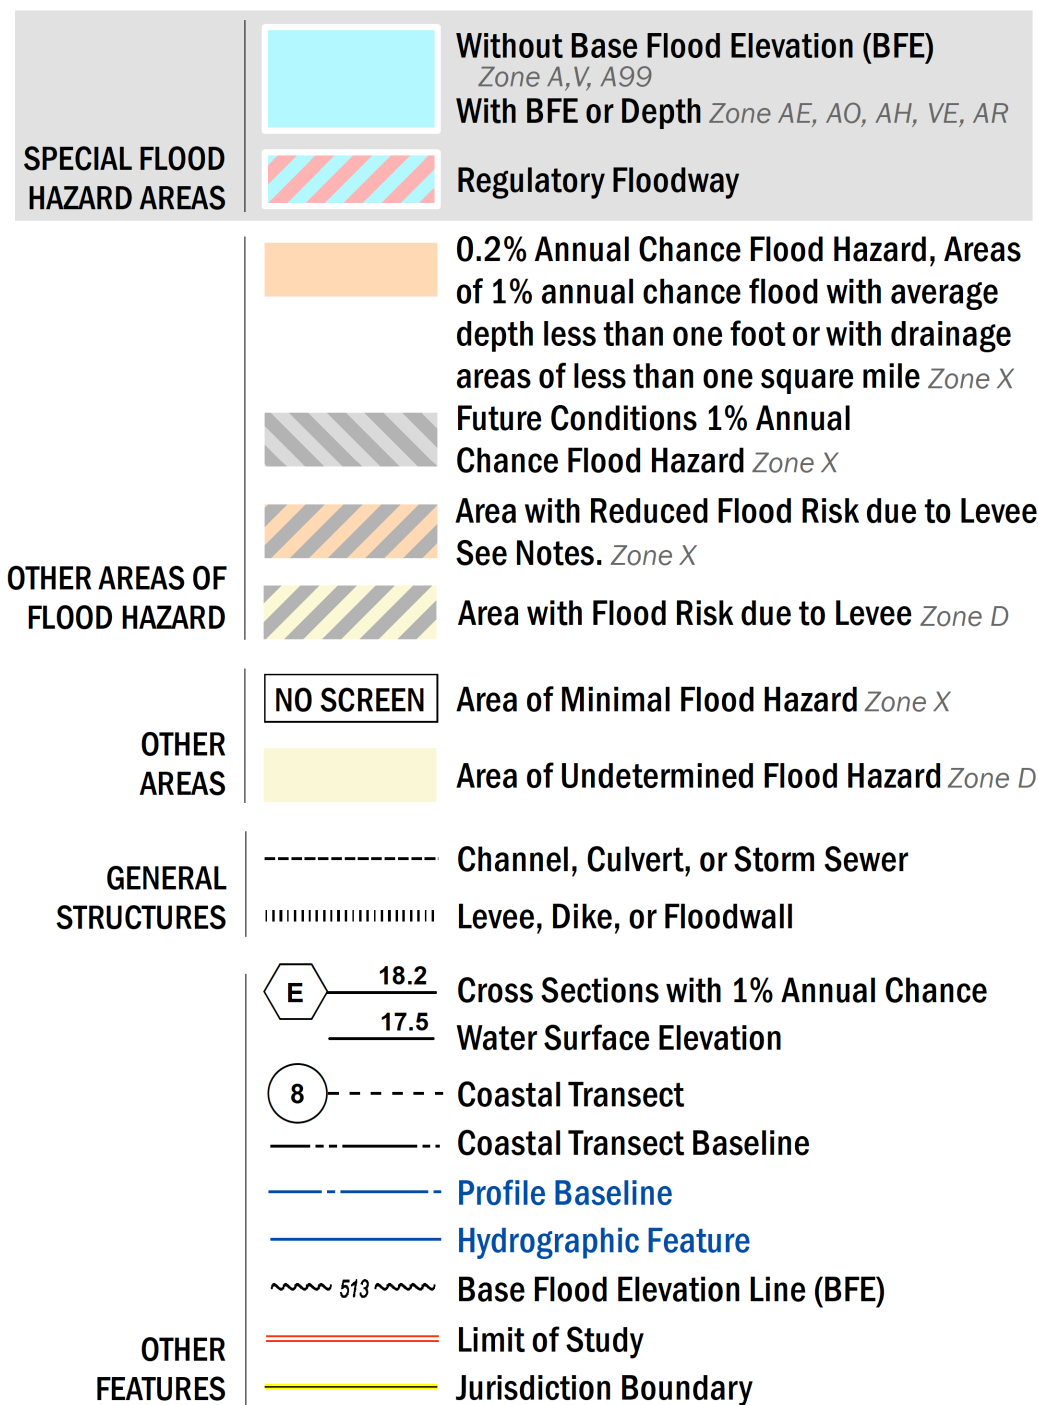 SPECIAL FLOOD
HAZARD AREAS
Without Base Flood Elevation (BFE)
Zone A,V, A99
With BFE or Depth Zone AE, AO, AH, VE, AR
Regulatory Floodway
OTHER AREAS OF
FLOOD HAZARD
0.2% Annual Chance Flood Hazard, Areas
of 1% annual chance flood with average
depth less than one foot or with drainage
areas of less than one square mile Zone X
Future Conditions 1% Annual
Chance Flood Hazard Zone X
Area with Reduced Flood Risk due to Levee
See Notes. Zone X
Area with Flood Risk due to Levee Zone D
OTHER
AREAS
NO SCREEN Area of Minimal Flood Hazard Zone X
Area of Undetermined Flood Hazard Zone D
GENERAL
STRUCTURES
Channel, Culvert, or Storm Sewer
Levee, Dike, or Floodwall
OTHER
FEATURES
E 18.2 Cross Sections with 1% Annual Chance
17.5 Water Surface Elevation
8 Coastal Transect
Coastal Transect Baseline
Profile Baseline
Hydrographic Feature
513 Base Flood Elevation Line (BFE)
Limit of Study
Jurisdiction Boundary